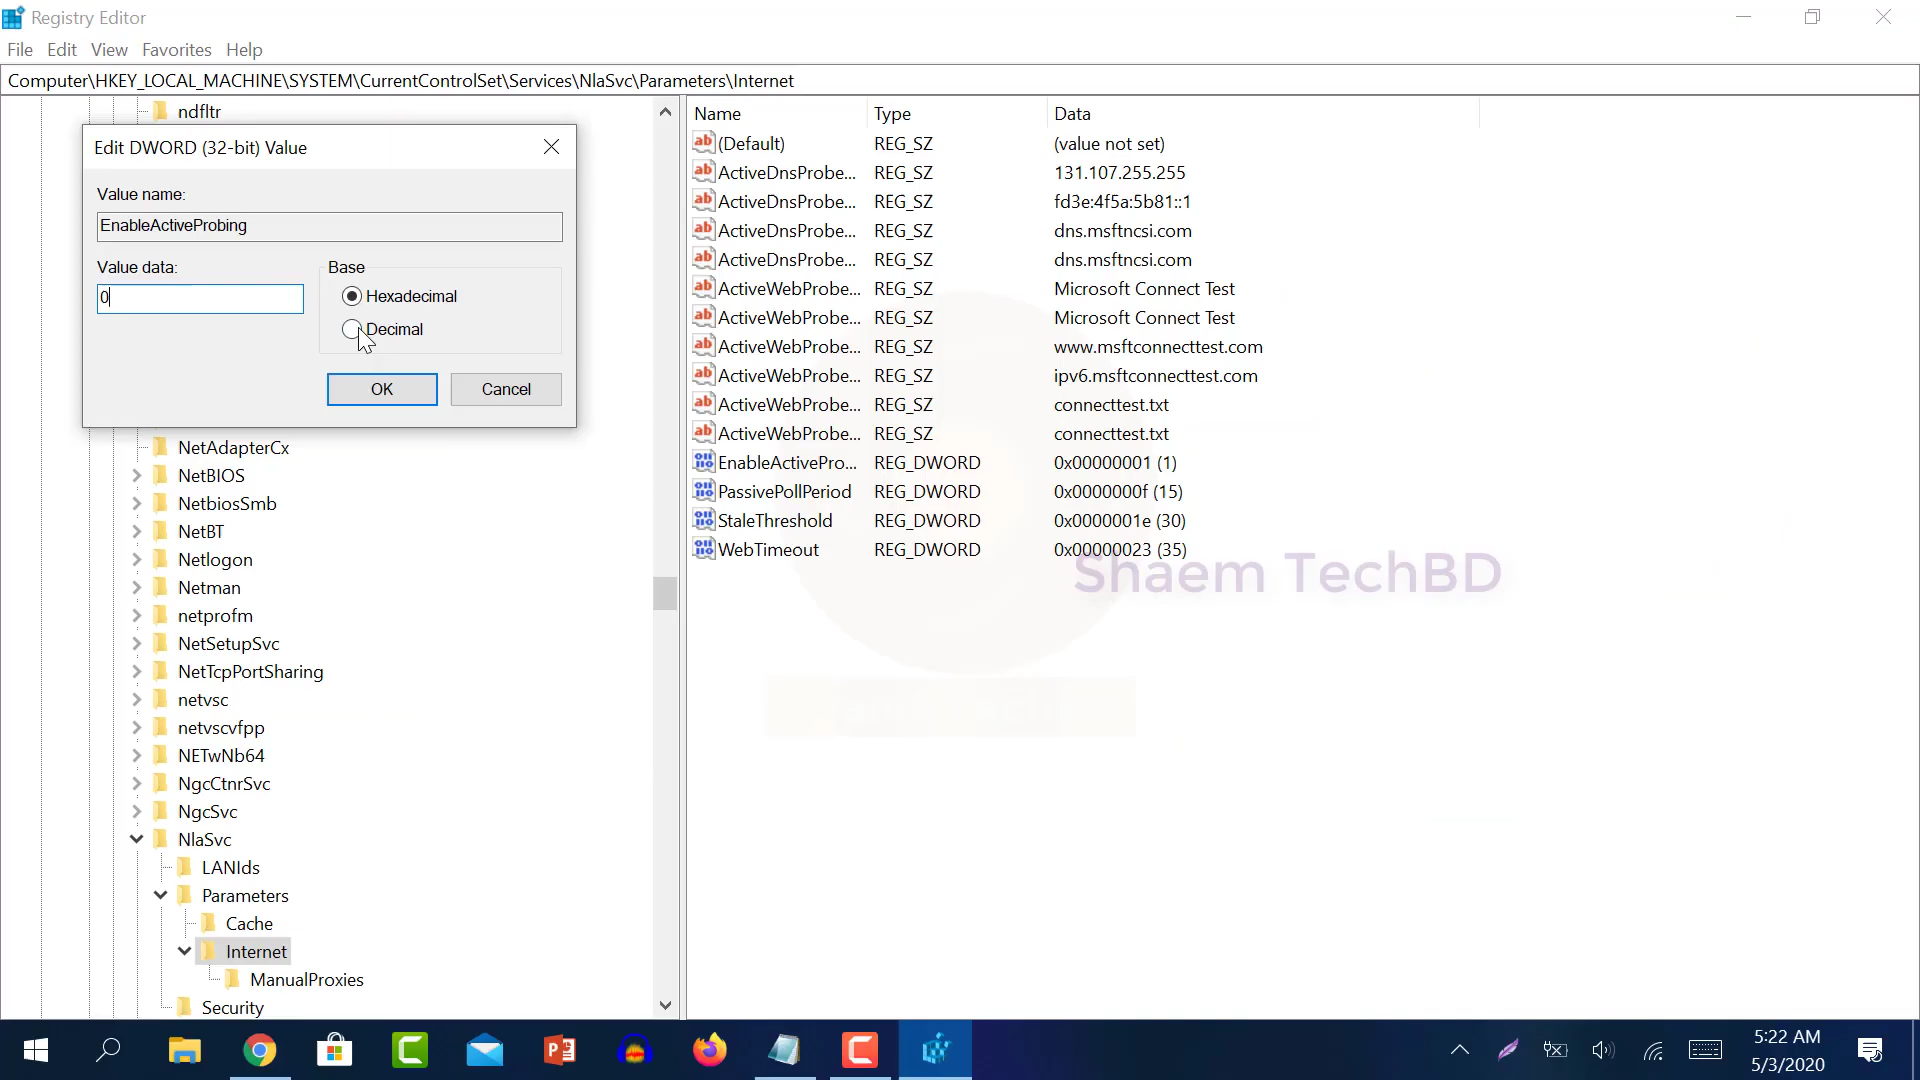 Registry Editor
File Edit View Favorites Help
Computer\HKEY_LOCAL_MACHINE\SYSTEM\CurrentControlSet\Services\NlaSvc\Parameters\Internet
ndfltr
Edit DWORD (32-bit) Value
Value name:
EnableActiveProbing
Value data:
0
Base
Hexadecimal
Decimal
OK Cancel
NetAdapterCx
NetBIOS
NetbiosSmb
NetBT
Netlogon
Netman
netprofm
NetSetupSvc
NetTcpPortSharing
netvsc
netvscvfpp
NETwNb64
NgcCtnrSvc
NgcSvc
NlaSvc
LANIds
Parameters
Cache
Internet
ManualProxies
Security
Name Type Data
(Default) REG_SZ (value not set)
ActiveDnsProbe... REG_SZ 131.107.255.255
ActiveDnsProbe... REG_SZ fd3e:4f5a:5b81::1
ActiveDnsProbe... REG_SZ dns.msftncsi.com
ActiveDnsProbe... REG_SZ dns.msftncsi.com
ActiveWebProbe... REG_SZ Microsoft Connect Test
ActiveWebProbe... REG_SZ Microsoft Connect Test
ActiveWebProbe... REG_SZ www.msftconnecttest.com
ActiveWebProbe... REG_SZ ipv6.msftconnecttest.com
ActiveWebProbe... REG_SZ connecttest.txt
ActiveWebProbe... REG_SZ connecttest.txt
EnableActivePro... REG_DWORD 0x00000001 (1)
PassivePollPeriod REG_DWORD 0x0000000f (15)
StaleThreshold REG_DWORD 0x0000001e (30)
WebTimeout REG_DWORD 0x00000023 (35)
Shaem TechBD
5:22 AM
5/3/2020